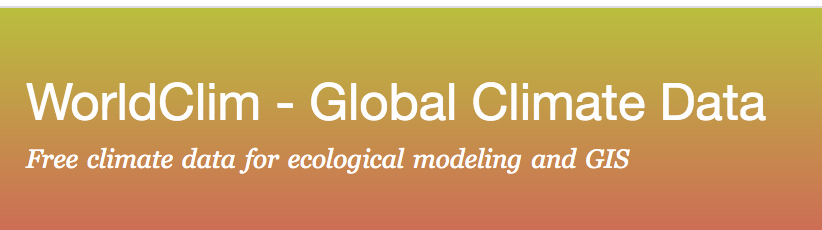 WorldClim - Global Climate Data
Free climate data for ecological modeling and GIS